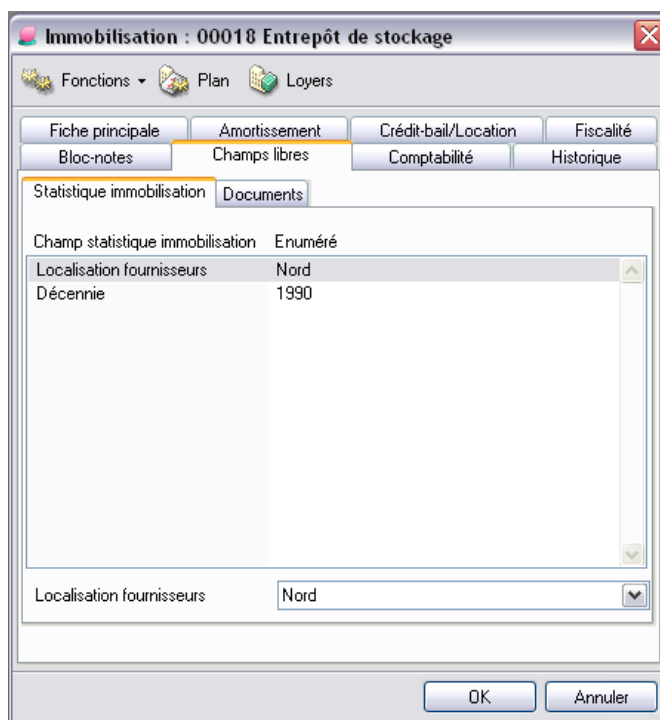 Immobilisation : 00018 Entrepôt de stockage
Fonctions Plan Loyers
Fiche principale Amortissement Crédit-bail/Location Fiscalité
Bloc-notes Champs libres Comptabilité Historique
Statistique immobilisation Documents
Champ statistique immobilisation Enuméré
Localisation fournisseurs Nord
Décennie 1990
Localisation fournisseurs Nord
OK Annuler